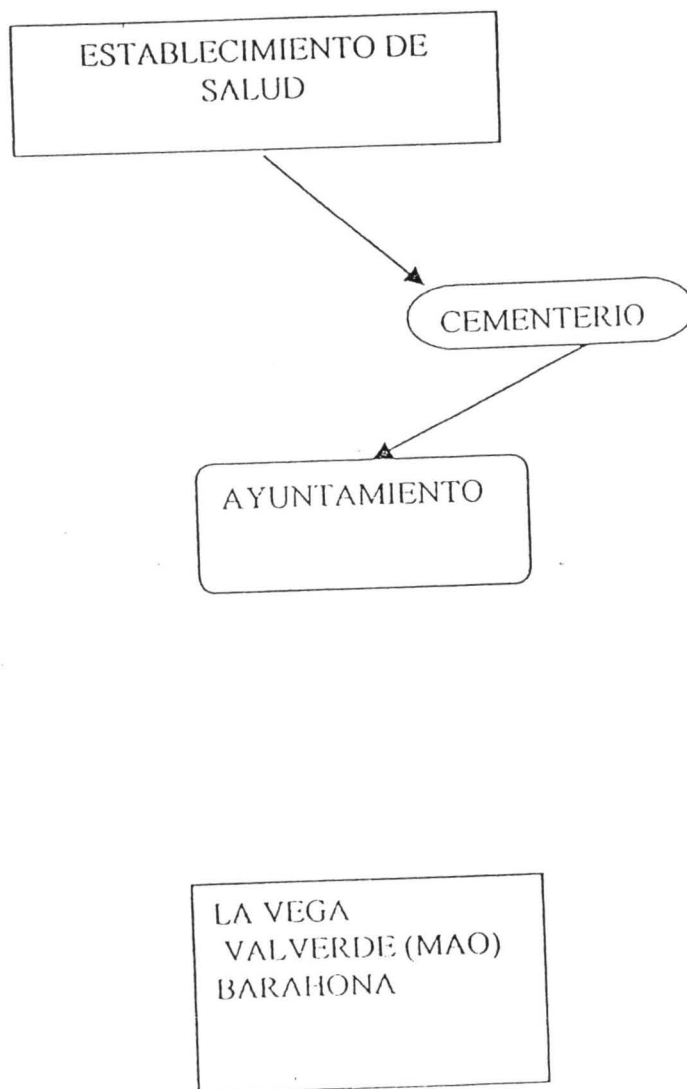 ESTABLECIMIENTO DE
SALUD
CEMENTERIO
AYUNTAMIENTO
LA VEGA
VALVERDE (MAO)
BARAHONA